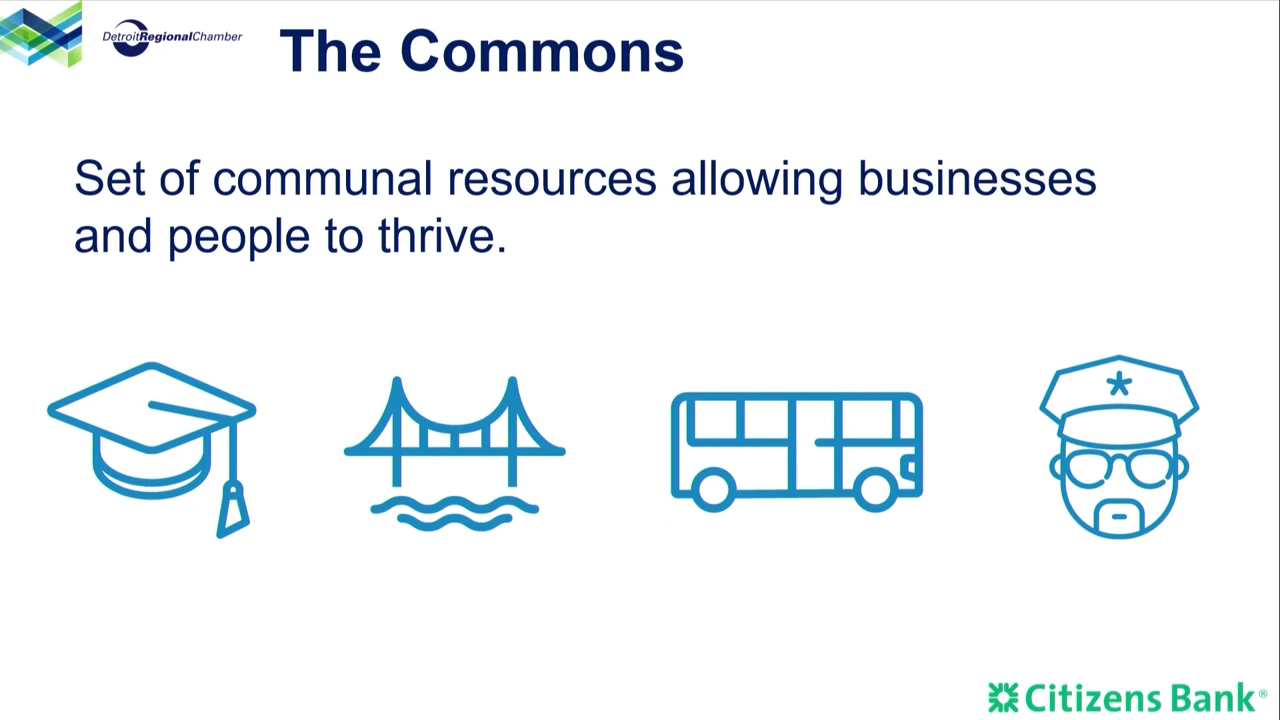 DetroitRegionalChamber
The Commons
Set of communal resources allowing businesses
and people to thrive.
Citizens Bank®